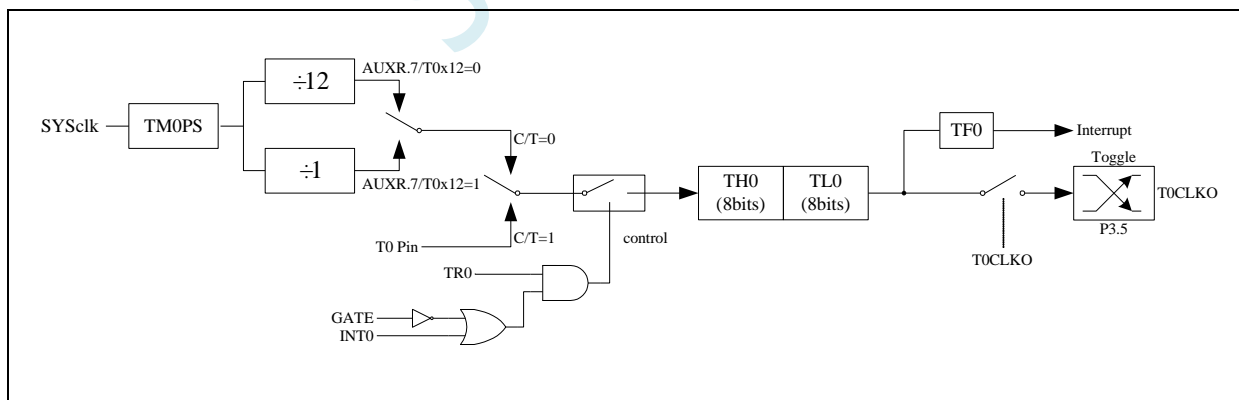 SYSclk
TM0PS
÷12
÷1
AUXR.7/T0x12=0
AUXR.7/T0x12=1
C/T=0
C/T=1
T0 Pin
TR0
GATE
INT0
control
TH0
(8bits)
TL0
(8bits)
TF0
Interrupt
Toggle
T0CLKO
P3.5
T0CLKO